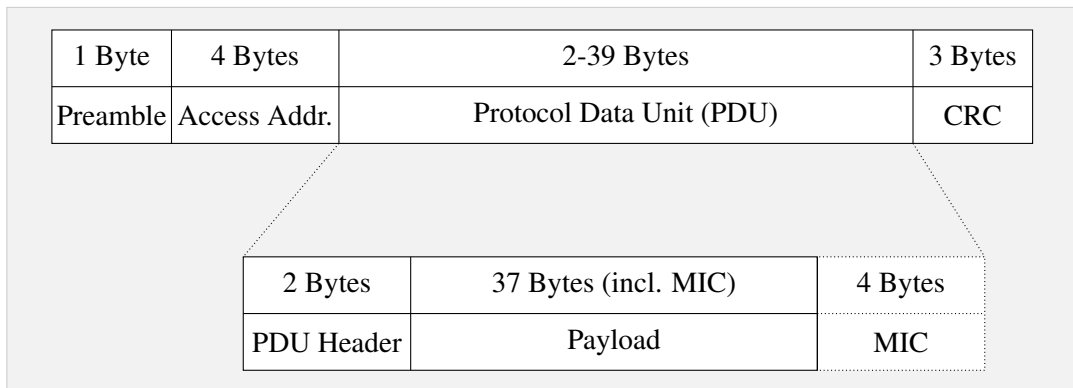 1 Byte 4 Bytes 2-39 Bytes 3 Bytes
Preamble Access Addr. Protocol Data Unit (PDU) CRC
2 Bytes 37 Bytes (incl. MIC) 4 Bytes
PDU Header Payload MIC